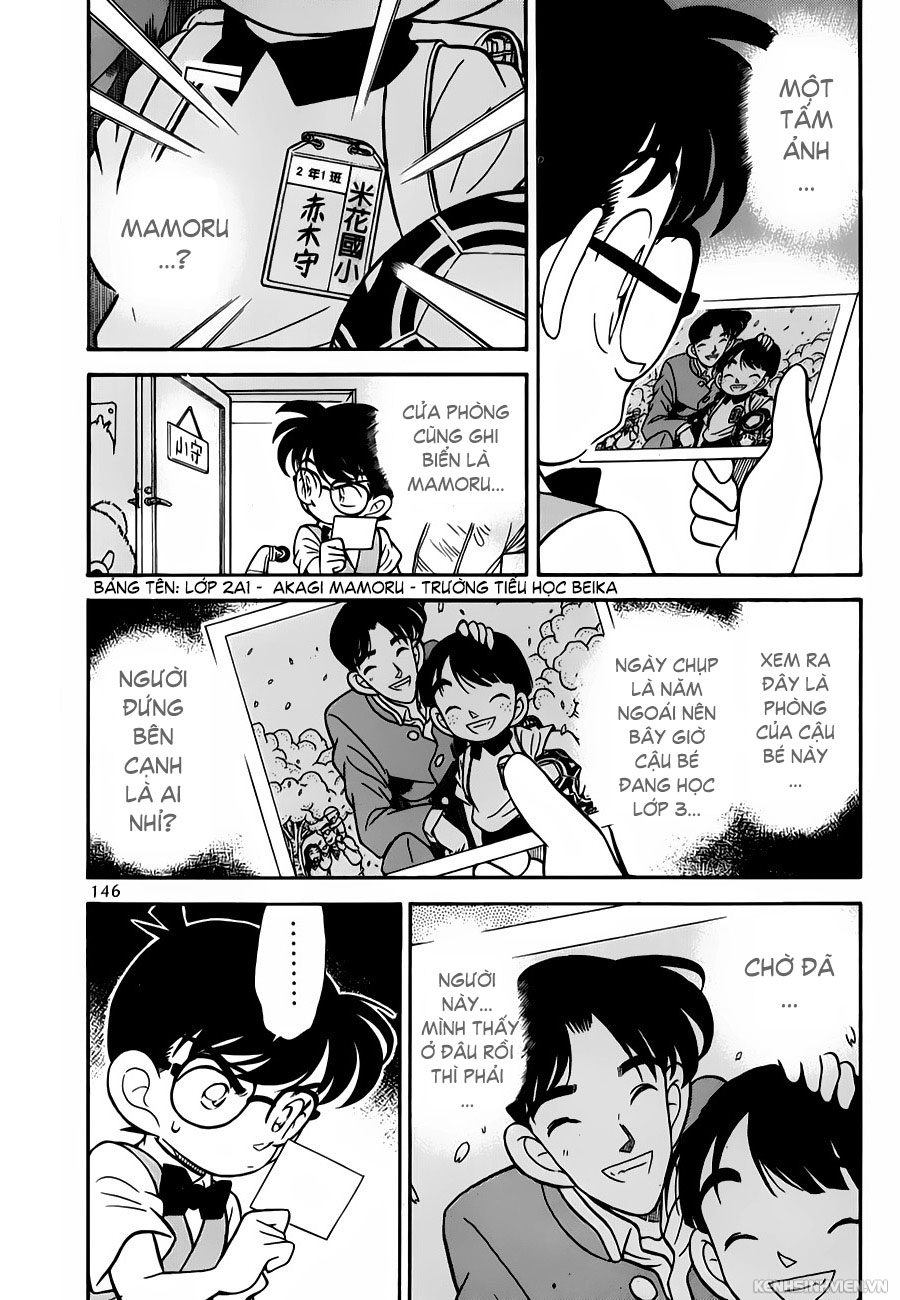 MỘT
TẤM
ẢNH
...
MAMORU
...?
2年1班
米花國小
赤木守
CỬA PHÒNG
CŨNG GHI
BIỂN LÀ
MAMORU...
小守
BẢNG TÊN: LỚP 2A1 - AKAGI MAMORU - TRƯỜNG TIỂU HỌC BEIKA
XEM RA
ĐÂY LÀ
PHÒNG
CỦA CẬU
BÉ NÀY
...
NGÀY CHỤP
LÀ NĂM
NGOÁI NÊN
BÂY GIỜ
CẬU BÉ
ĐANG HỌC
LỚP 3...
NGƯỜI
ĐỨNG
BÊN
CẠNH
LÀ AI
NHỈ?
146
CHỜ ĐÃ
...
NGƯỜI
NÀY...
MÌNH THẤY
Ở ĐÂU RỒI
THÌ PHẢI
...
........
KENHSINHVIEN.VN